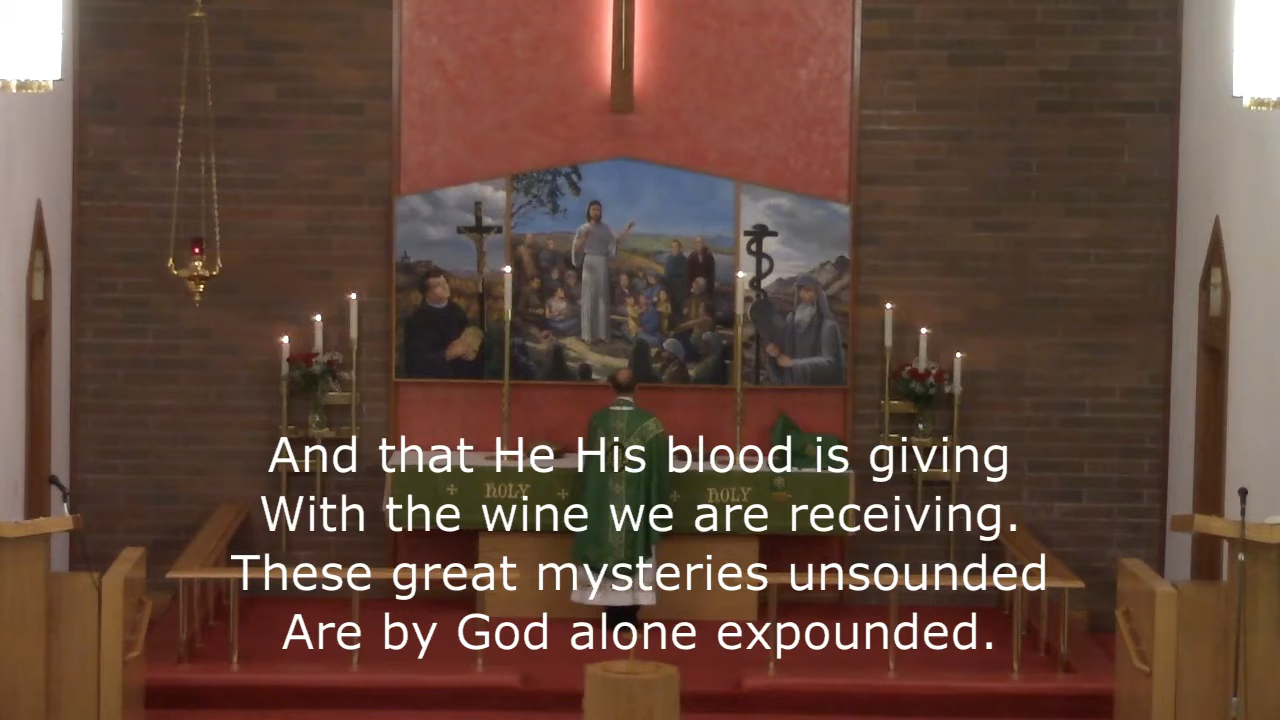 And that He His blood is giving
HOLY HOLY
With the wine we are receiving.
These great mysteries unsounded
Are by God alone expounded.